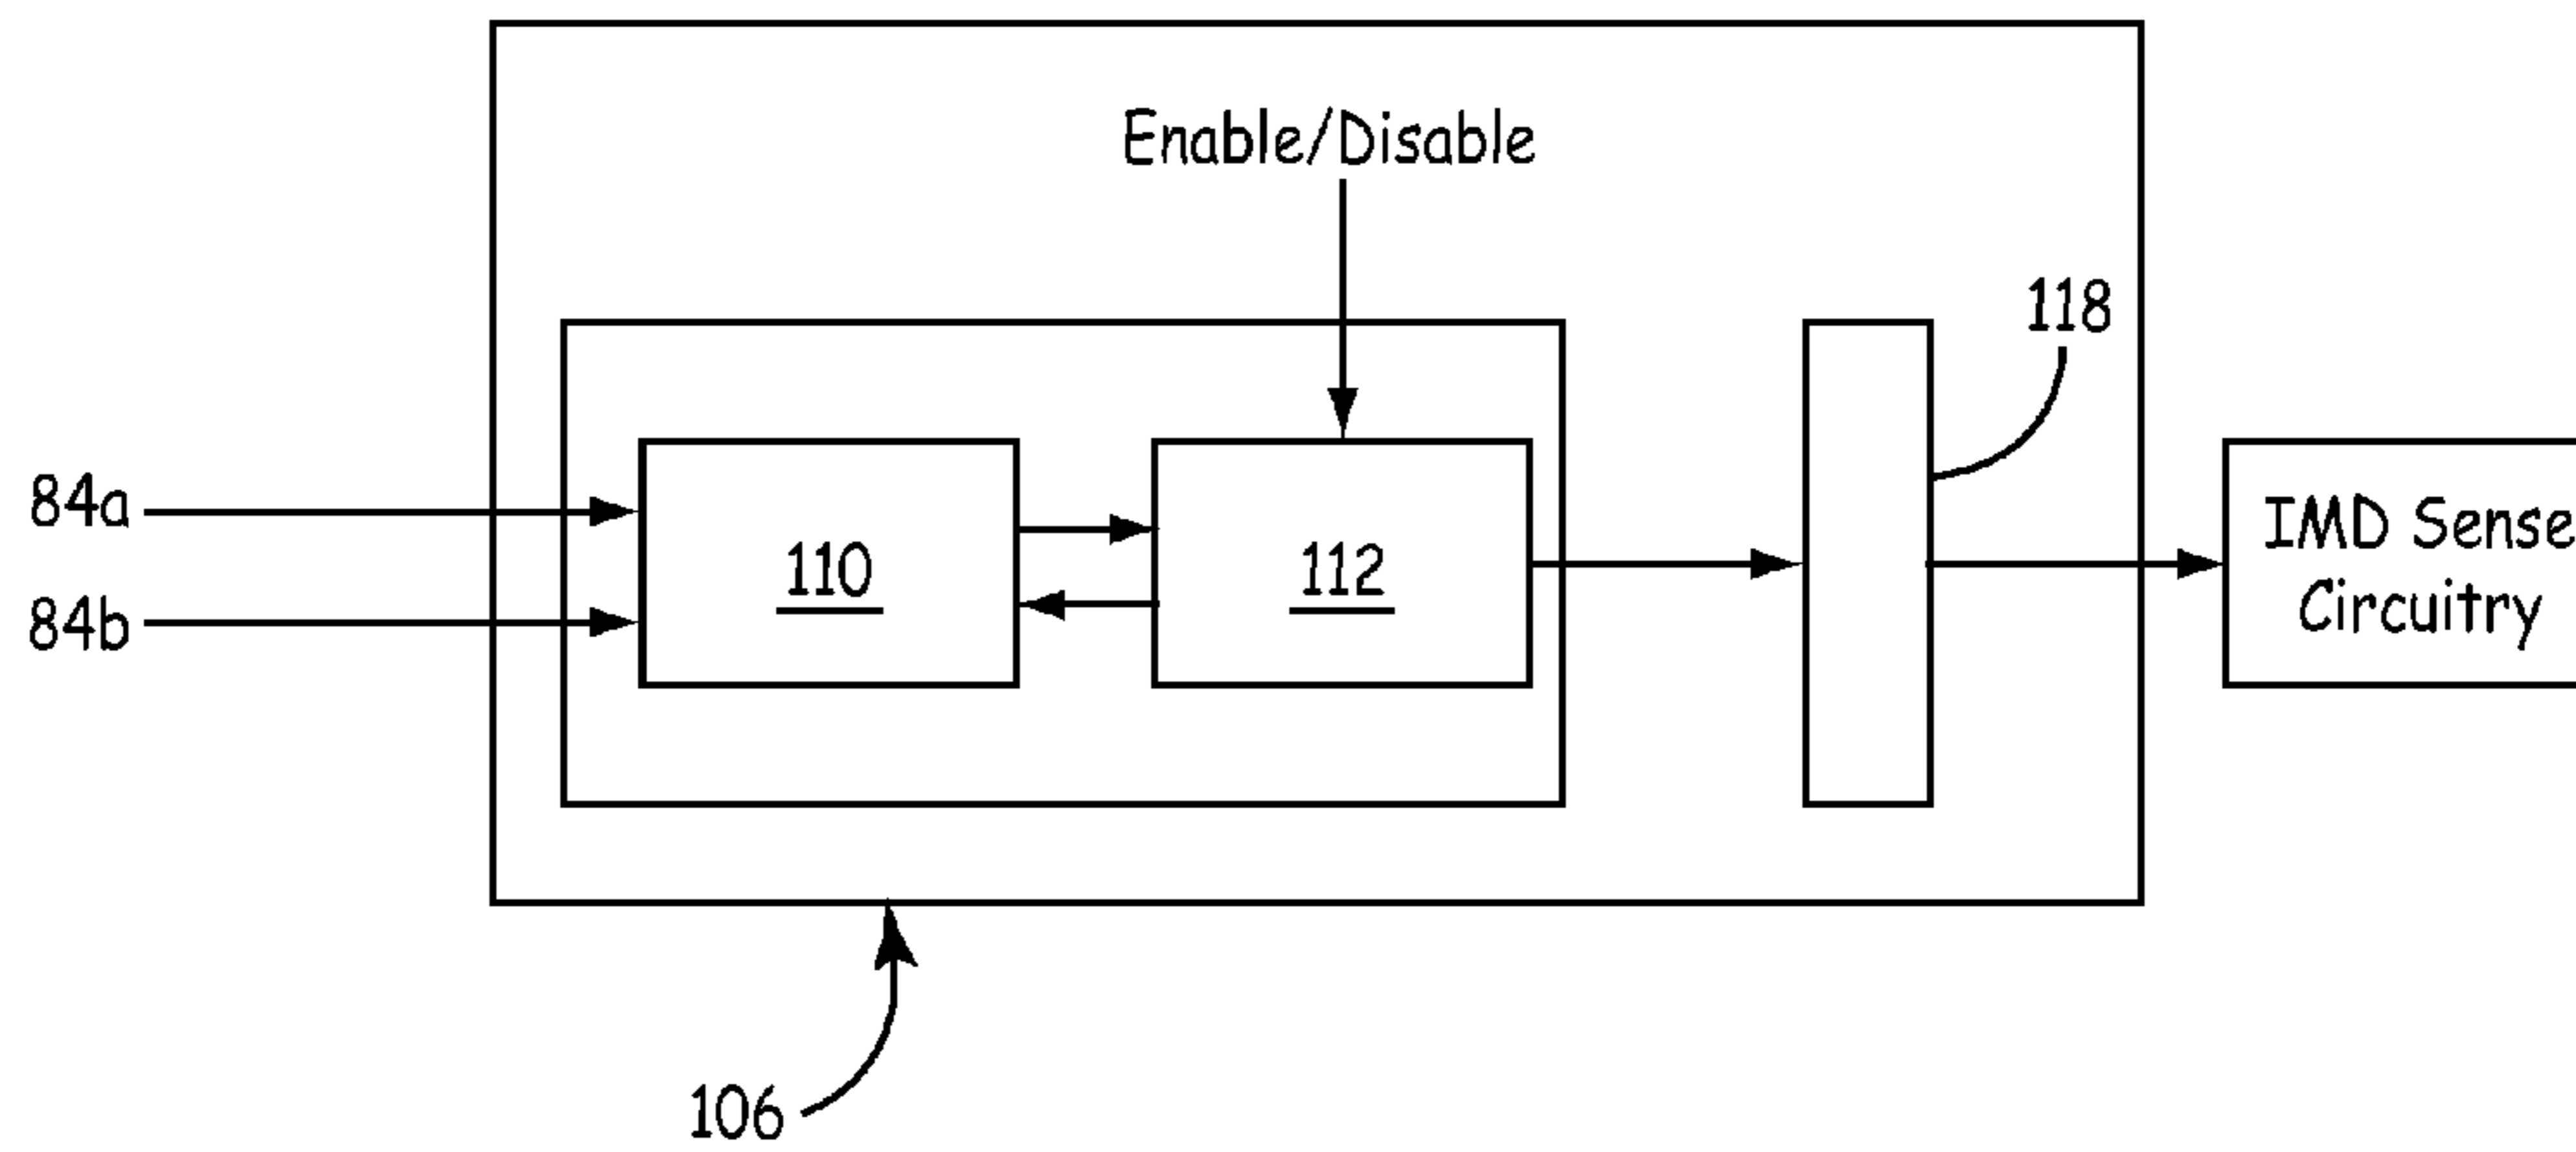 Enable/Disable
118
84a
84b
110
112
IMD Sense
Circuitry
106